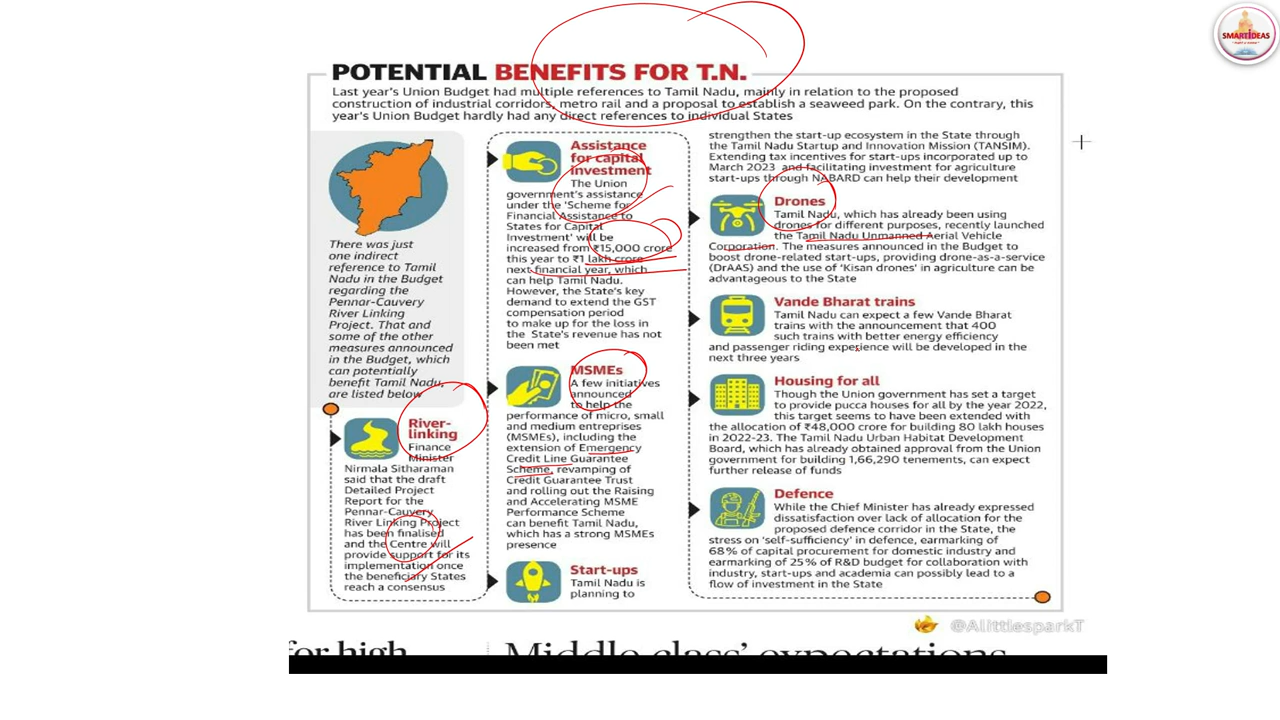 SMARTIDEAS
POTENTIAL BENEFITS FOR T.N.
Last year's Union Budget had multiple references to Tamil Nadu, mainly in relation to the proposed
construction of industrial corridors, metro rail and a proposal to establish a seaweed park. On the contrary, this
year's Union Budget hardly had any direct references to individual States
There was just
one indirect
reference to Tamil
Nadu in the Budget
regarding the
Pennar-Cauvery
River Linking
Project. That and
some of the other
measures announced
in the Budget, which
can potentially
benefit Tamil Nadu,
are listed below
River-
linking
Finance
Minister
Nirmala Sitharaman
said that the draft
Detailed Project
Report for the
Pennar-Cauvery
River Linking Project
has been finalised
and the Centre will
provide support for its
implementation once
the beneficiary States
reach a consensus
Assistance
for capital
investment
The Union
government's assistance
under the 'Scheme for
Financial Assistance to
States for Capital
Investment' will be
increased from ₹15,000 crore
this year to ₹1 lakh crore
next financial year, which
can help Tamil Nadu.
However, the State's key
demand to extend the GST
compensation period
to make up for the loss in
the State's revenue has not
been met
MSMEs
A few initiatives
announced
to help the
performance of micro, small
and medium entreprises
(MSMEs), including the
extension of Emergency
Credit Line Guarantee
Scheme, revamping of
Credit Guarantee Trust
and rolling out the Raising
and Accelerating MSME
Performance Scheme
can benefit Tamil Nadu,
which has a strong MSMEs
presence
Start-ups
Tamil Nadu is
planning to
strengthen the start-up ecosystem in the State through
the Tamil Nadu Startup and Innovation Mission (TANSIM).
Extending tax incentives for start-ups incorporated up to
March 2023 and facilitating investment for agriculture
start-ups through NABARD can help their development
Drones
Tamil Nadu, which has already been using
drones for different purposes, recently launched
the Tamil Nadu Unmanned Aerial Vehicle
Corporation. The measures announced in the Budget to
boost drone-related start-ups, providing drone-as-a-service
(DrAAS) and the use of 'Kisan drones' in agriculture can be
advantageous to the State
Vande Bharat trains
Tamil Nadu can expect a few Vande Bharat
trains with the announcement that 400
such trains with better energy efficiency
and passenger riding experience will be developed in the
next three years
Housing for all
Though the Union government has set a target
to provide pucca houses for all by the year 2022,
this target seems to have been extended with
the allocation of ₹48,000 crore for building 80 lakh houses
in 2022-23. The Tamil Nadu Urban Habitat Development
Board, which has already obtained approval from the Union
government for building 1,66,290 tenements, can expect
further release of funds
Defence
While the Chief Minister has already expressed
dissatisfaction over lack of allocation for the
proposed defence corridor in the State, the
stress on 'self-sufficiency' in defence, earmarking of
68% of capital procurement for domestic industry and
earmarking of 25% of R&D budget for collaboration with
industry, start-ups and academia can possibly lead to a
flow of investment in the State
@AlittlesparkT
for high
Middle class' expectations